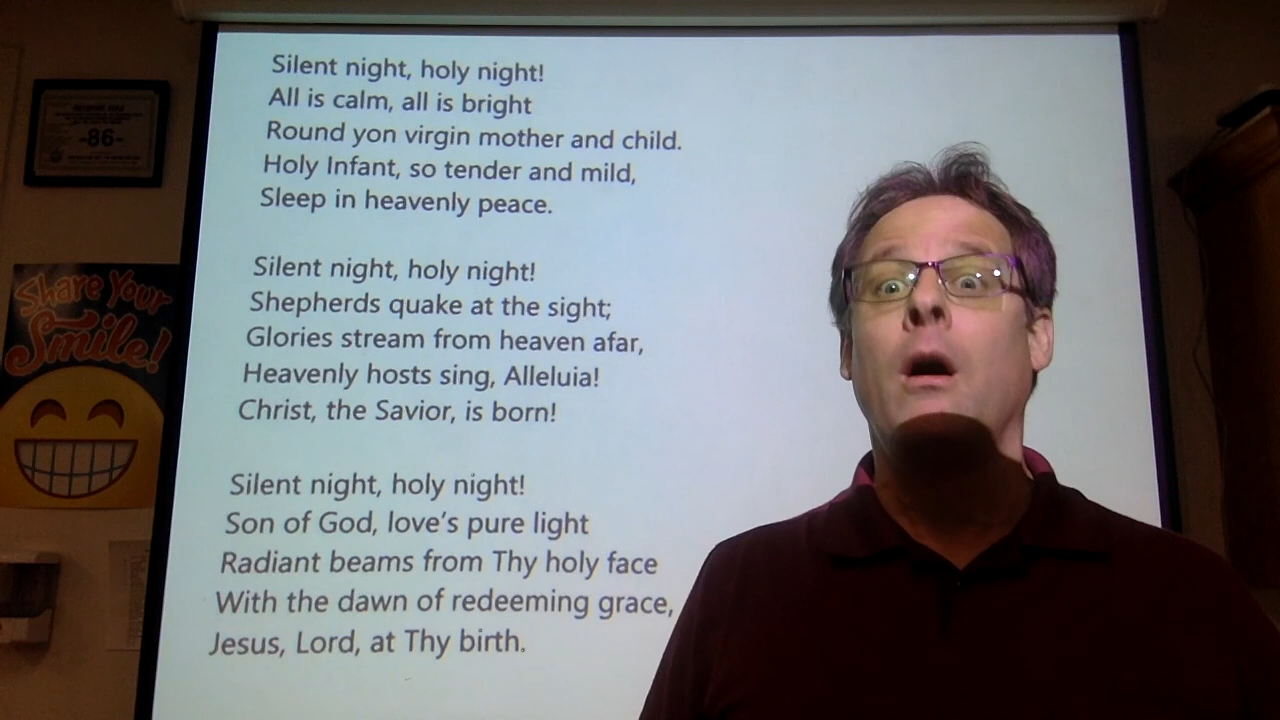 Silent night, holy night!
All is calm, all is bright
Round yon virgin mother and child.
Holy Infant, so tender and mild,
Sleep in heavenly peace.
Silent night, holy night!
Shepherds quake at the sight;
Glories stream from heaven afar,
Heavenly hosts sing, Alleluia!
Christ, the Savior, is born!
Silent night, holy night!
Son of God, love's pure light
Radiant beams from Thy holy face
With the dawn of redeeming grace,
Jesus, Lord, at Thy birth.
-86-
Share Your
Smile!